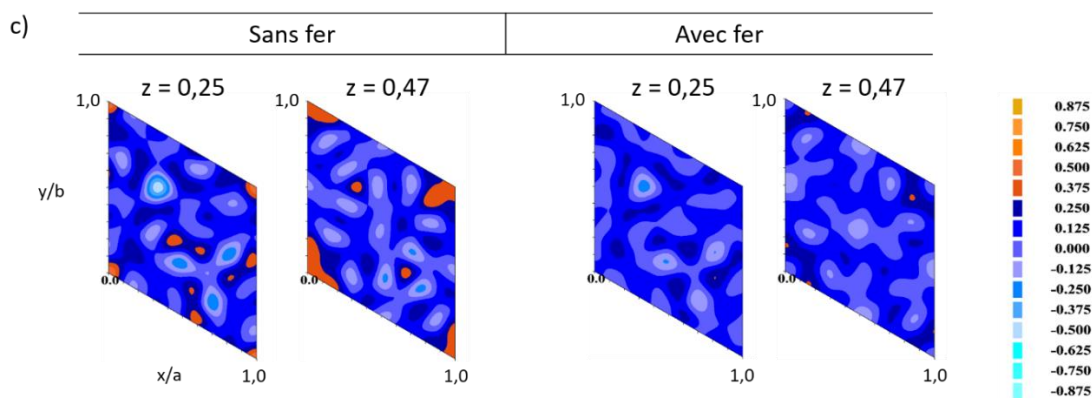 c)
Sans fer Avec fer
z = 0,25 z = 0,47 z = 0,25 z = 0,47
1,0 1,0 1,0 1,0
y/b
0.0 0.0 0.0 0.0
x/a 1,0 1,0 1,0 1,0
0.875
0.750
0.625
0.500
0.375
0.250
0.125
0.000
-0.125
-0.250
-0.375
-0.500
-0.625
-0.750
-0.875